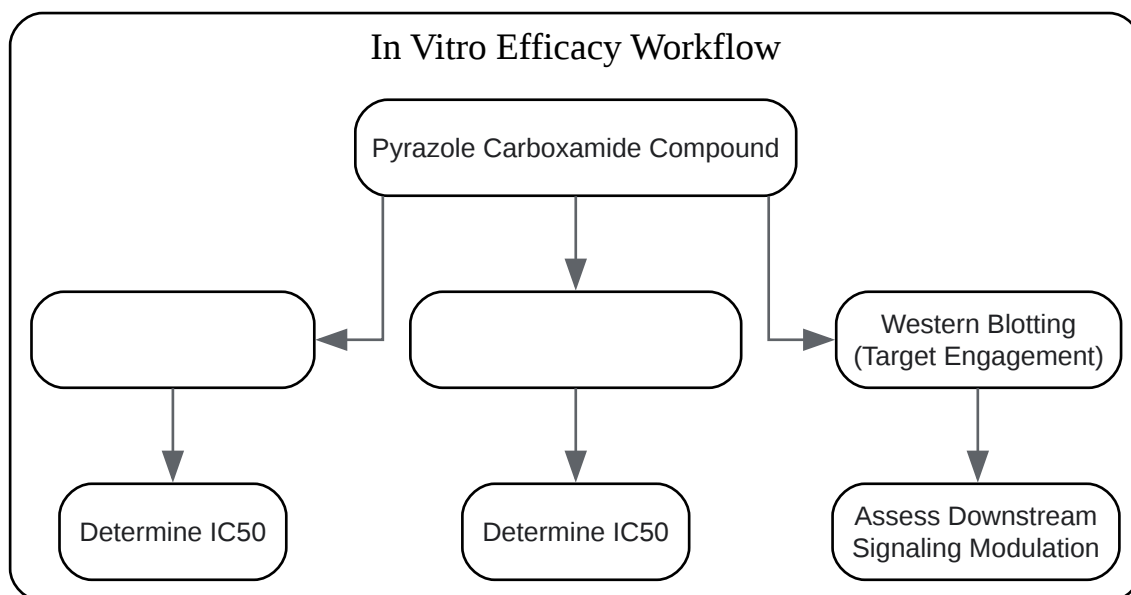 In Vitro Efficacy Workflow
Pyrazole Carboxamide Compound
Western Blotting
(Target Engagement)
Determine IC50
Determine IC50
Assess Downstream
Signaling Modulation